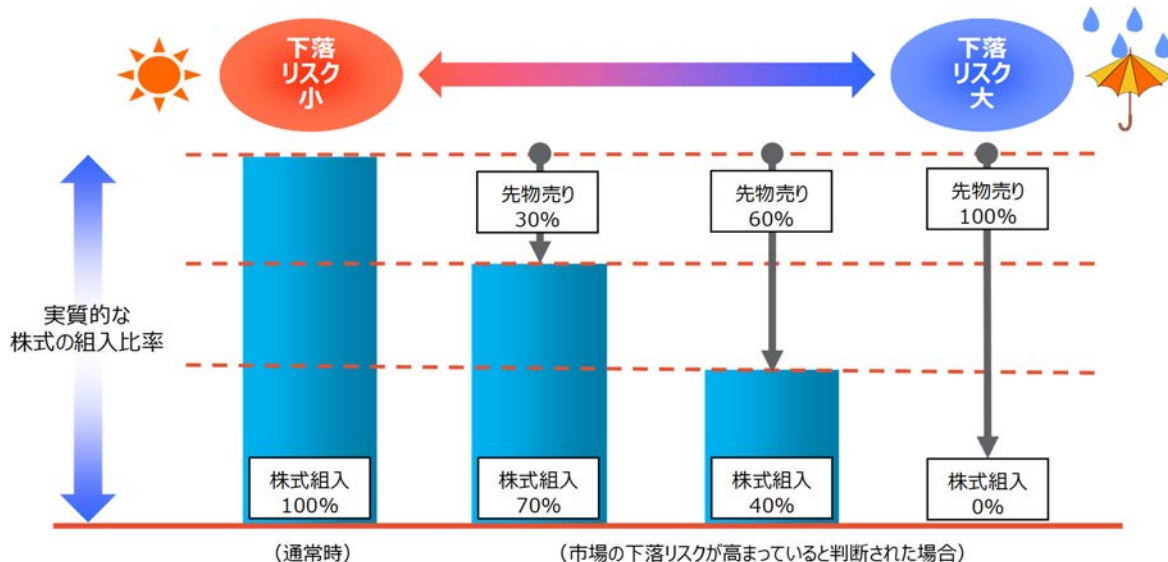 下落
リスク
小
下落
リスク
大
先物売り
30%
先物売り
60%
先物売り
100%
実質的な
株式の組入比率
株式組入
100%
株式組入
70%
株式組入
40%
株式組入
0%
（通常時）
（市場の下落リスクが高まっていると判断された場合）